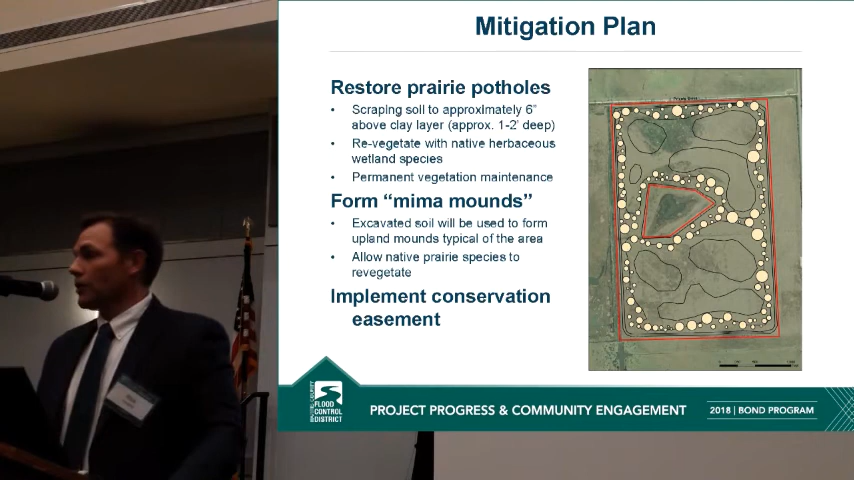 Mitigation Plan
Restore prairie potholes
• Scraping soil to approximately 6"
above clay layer (approx. 1-2' deep)
• Re-vegetate with native herbaceous
wetland species
• Permanent vegetation maintenance
Form “mima mounds”
• Excavated soil will be used to form
upland mounds typical of the area
• Allow native prairie species to
revegetate
Implement conservation
easement
FLOOD
CONTROL
DISTRICT
PROJECT PROGRESS & COMMUNITY ENGAGEMENT
2018 | BOND PROGRAM